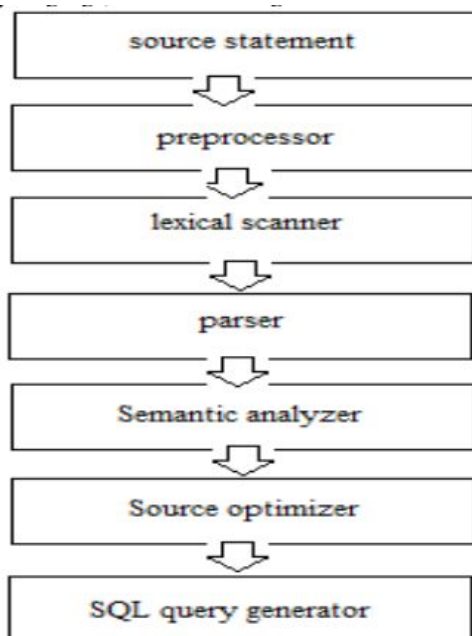 source statement
preprocessor
lexical scanner
parser
Semantic analyzer
Source optimizer
SQL query generator